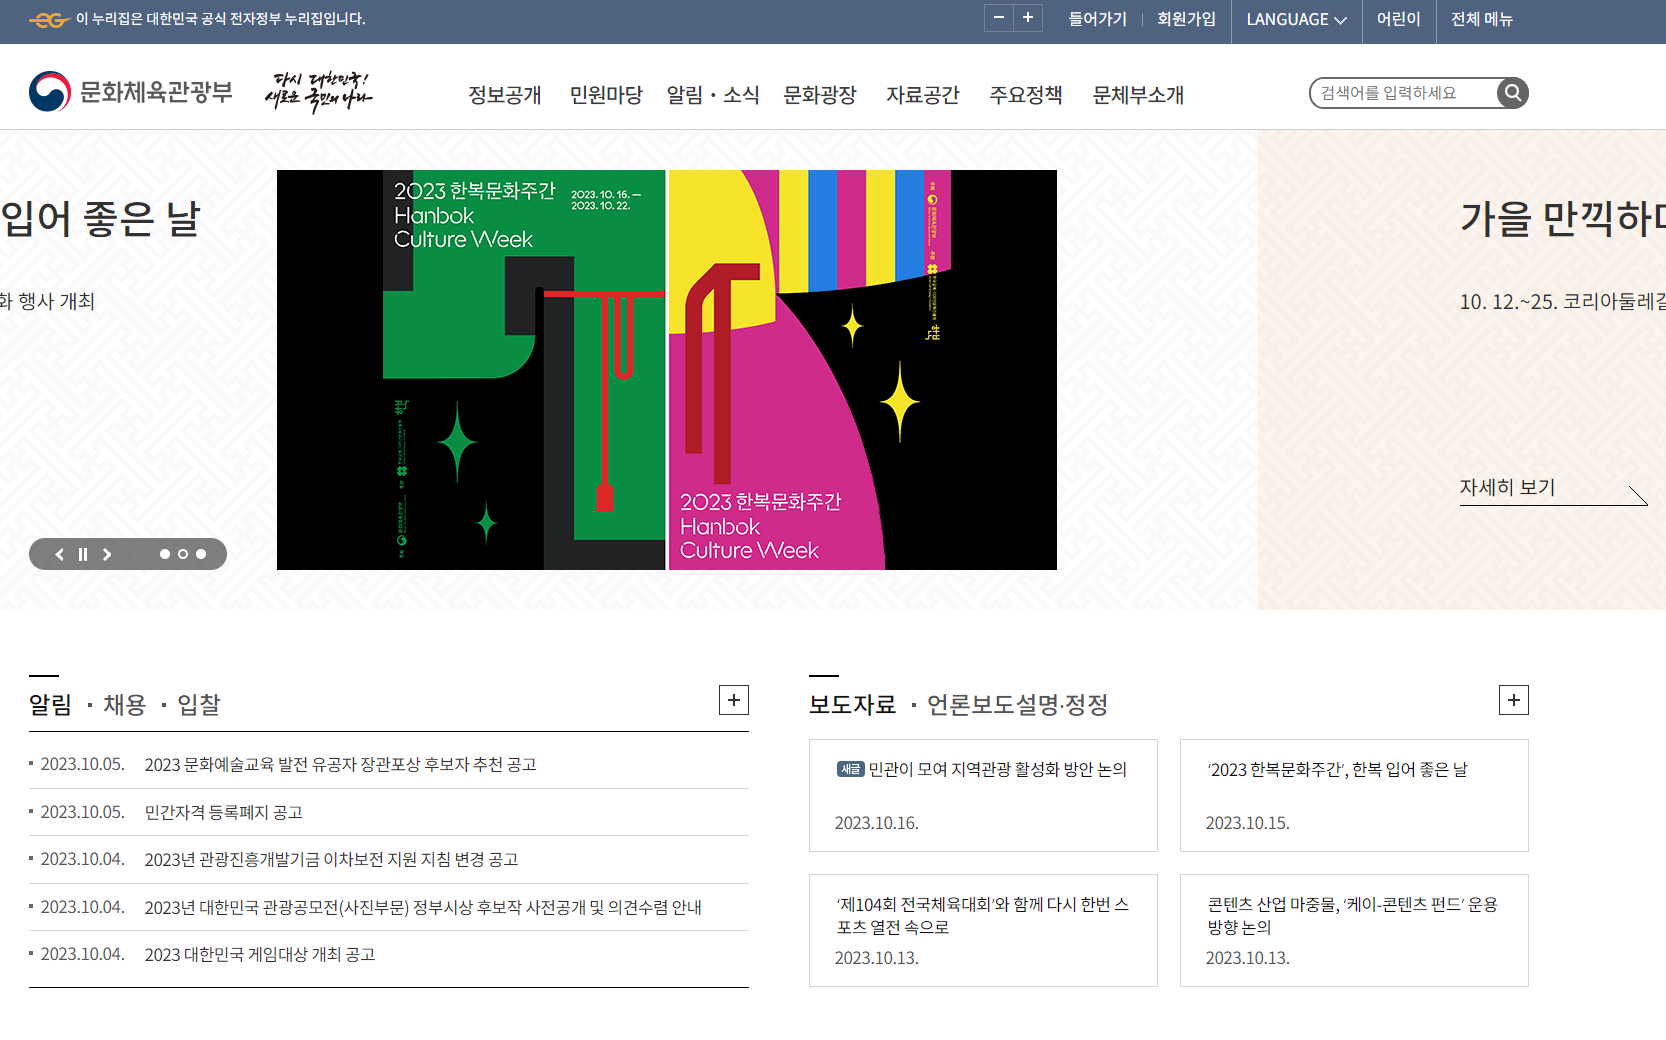 이 누리집은 대한민국 공식 전자정부 누리집입니다.
들어가기
회원가입
LANGUAGE
어린이
전체 메뉴
문화체육관광부
다시 대한민국!
새로운 국민의 나라
정보공개
민원마당
알림・소식
문화광장
자료공간
주요정책
문체부소개
검색어를 입력하세요
입어 좋은 날
화 행사 개최
2023 한복문화주간
Hanbok
Culture Week
2023. 10. 16. —
2023. 10. 22.
2023 한복문화주간
Hanbok
Culture Week
가을 만끽하며
10. 12.~25. 코리아둘레길
자세히 보기
알림
채용
입찰
2023.10.05. 2023 문화예술교육 발전 유공자 장관포상 후보자 추천 공고
2023.10.05. 민간자격 등록폐지 공고
2023.10.04. 2023년 관광진흥개발기금 이차보전 지원 지침 변경 공고
2023.10.04. 2023년 대한민국 관광공모전(사진부문) 정부시상 후보작 사전공개 및 의견수렴 안내
2023.10.04. 2023 대한민국 게임대상 개최 공고
보도자료
언론보도설명·정정
새글 민관이 모여 지역관광 활성화 방안 논의
2023.10.16.
‘2023 한복문화주간’, 한복 입어 좋은 날
2023.10.15.
‘제104회 전국체육대회’와 함께 다시 한번 스
포츠 열전 속으로
2023.10.13.
콘텐츠 산업 마중물, ‘케이-콘텐츠 펀드’ 운용
방향 논의
2023.10.13.